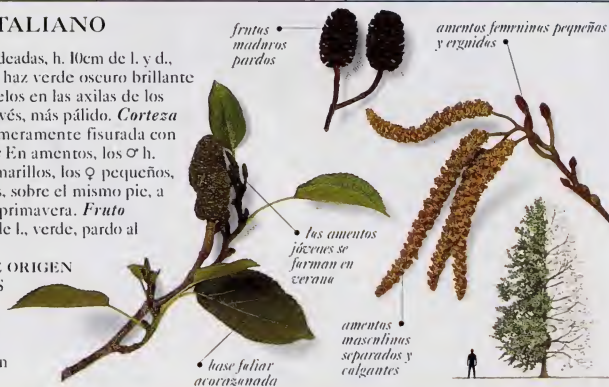 TALIANO
deadas, h. 10cm de l. y d.,
haz verde oscuro brillante
elos en las axilas de los
vés, más pálido. Corteza
meramente fisurada con
En amentos, los ♂ h.
marillos, los ♀ pequeños,
s, sobre el mismo pie, a
primavera. Fruto
de l., verde, pardo al
E ORIGEN
S
n
frutos
maduros
pardos
amentos femeninos pequeños
y erguidos
los amentos
jóvenes se
forman en
verano
amentos
masculinos
separados y
colgantes
base foliar
acorazonada